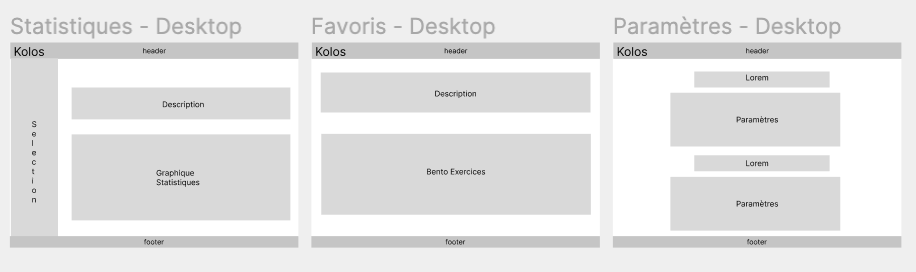 Statistiques - Desktop
Kolos
header
Selection
Description
Graphique
Statistiques
footer
Favoris - Desktop
Kolos
header
Description
Bento Exercices
footer
Paramètres - Desktop
Kolos
header
Lorem
Paramètres
Lorem
Paramètres
footer